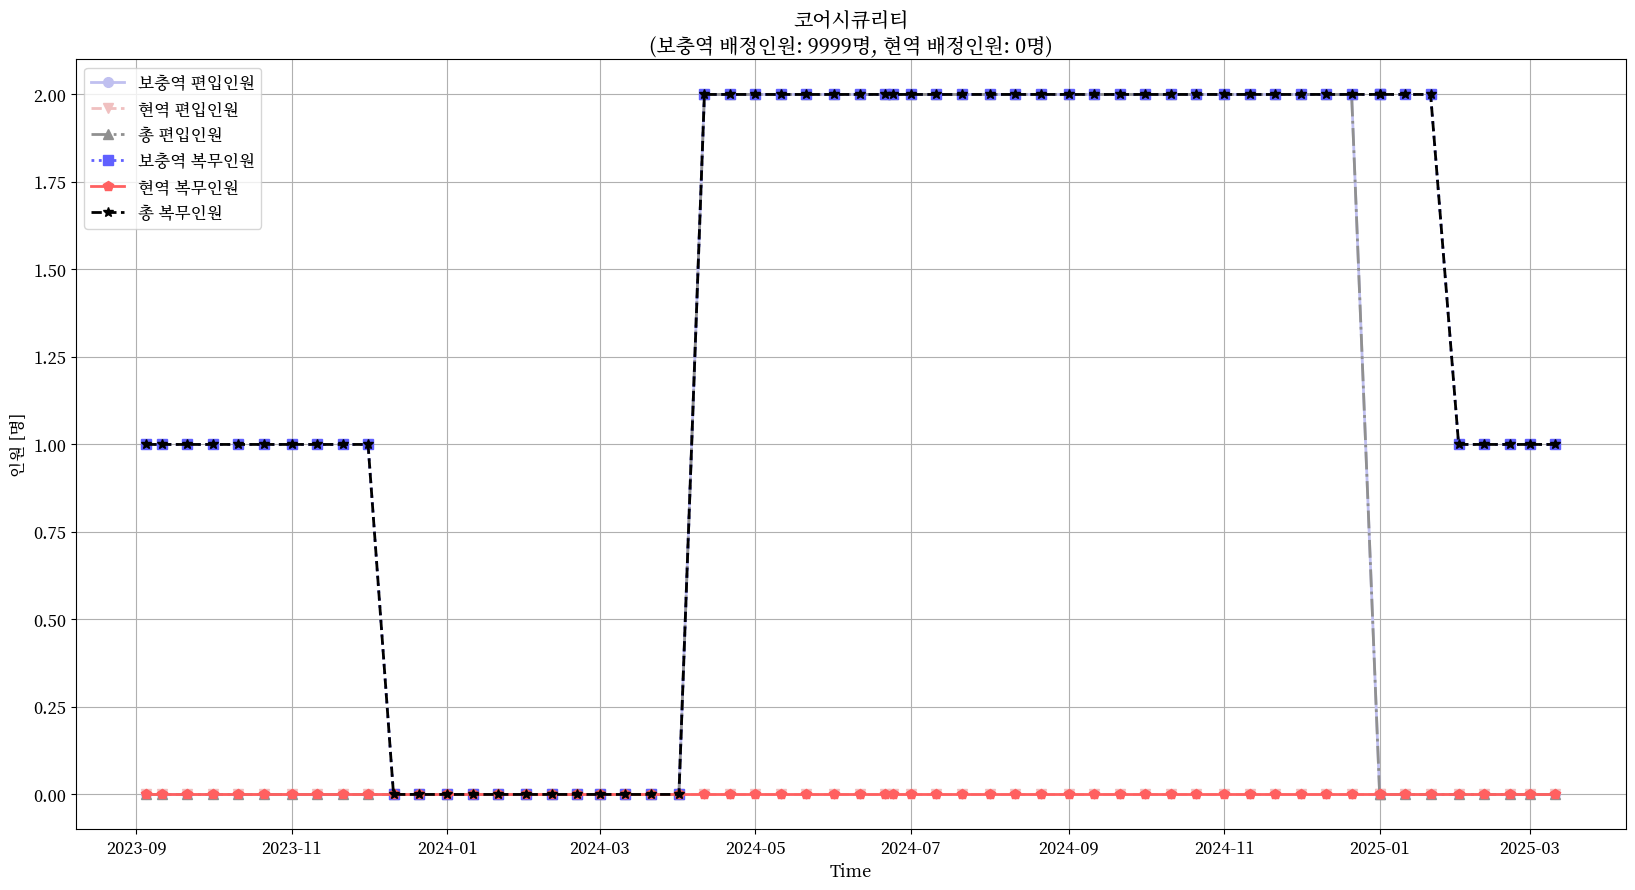 코어시큐리티
(보충역 배정인원: 9999명, 현역 배정인원: 0명)
보충역 편입인원
현역 편입인원
총 편입인원
보충역 복무인원
현역 복무인원
총 복무인원
인원 [명]
2.00
1.75
1.50
1.25
1.00
0.75
0.50
0.25
0.00
2023-09
2023-11
2024-01
2024-03
2024-05
2024-07
2024-09
2024-11
2025-01
2025-03
Time